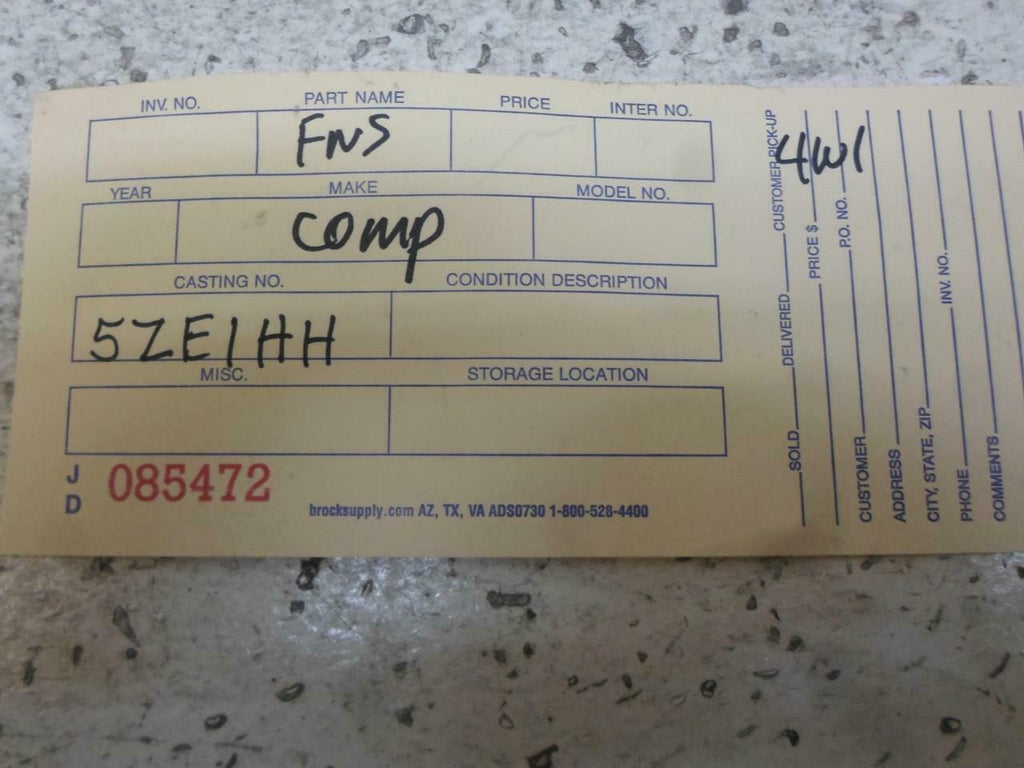 INV. NO. PART NAME PRICE INTER NO.
FNS
YEAR MAKE MODEL NO.
comp
CASTING NO. CONDITION DESCRIPTION
5ZE1HH
MISC. STORAGE LOCATION
JD 085472
brocksupply.com AZ, TX, VA ADS0730 1-800-528-4400
4W1
SOLD DELIVERED CUSTOMER PICK-UP
PRICE $
P.O. NO.
CUSTOMER
ADDRESS
CITY, STATE, ZIP
PHONE INV. NO.
COMMENTS